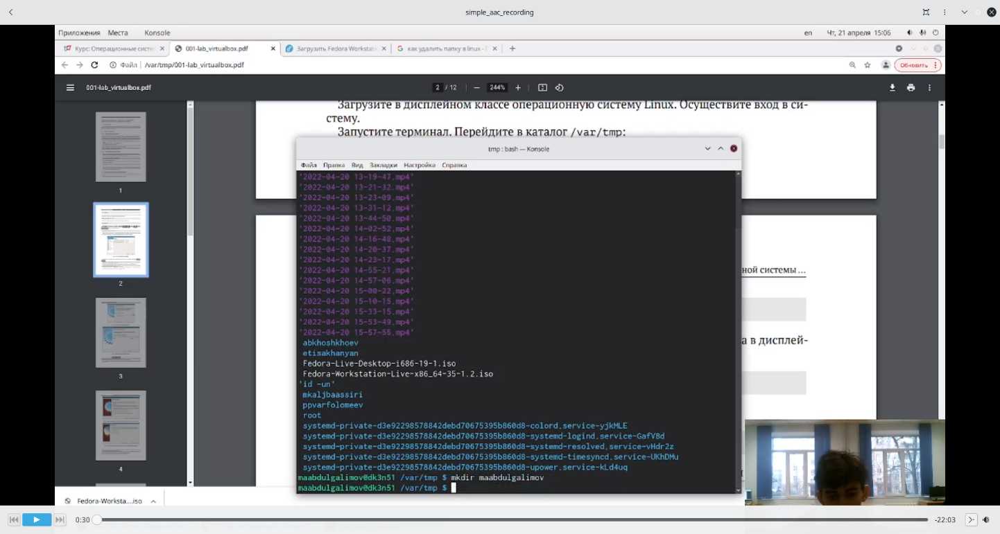 simple_aac_recording
Приложения Места Konsole
en Чт, 21 апреля 15:06
Курс: Операционные систе 001-lab_virtualbox.pdf Загрузить Fedora Workstat как удалить папку в linux -
Файл /var/tmp/001-lab_virtualbox.pdf
Обновить
001-lab_virtualbox.pdf
2 / 12 244%
Загрузите в дисплейном классе операционную систему Linux. Осуществите вход в си-
стему.
Запустите терминал. Перейдите в каталог /var/tmp:
tmp : bash — Konsole
Файл Правка Вид Закладки Настройка Справка
'2022-04-20 13-19-47.mp4'
'2022-04-20 13-21-32.mp4'
'2022-04-20 13-23-09.mp4'
'2022-04-20 13-31-12.mp4'
'2022-04-20 13-44-50.mp4'
'2022-04-20 14-02-52.mp4'
'2022-04-20 14-16-48.mp4'
'2022-04-20 14-20-37.mp4'
'2022-04-20 14-23-17.mp4'
'2022-04-20 14-55-21.mp4'
'2022-04-20 14-57-06.mp4'
'2022-04-20 15-00-22.mp4'
'2022-04-20 15-10-15.mp4'
'2022-04-20 15-33-15.mp4'
'2022-04-20 15-53-49.mp4'
'2022-04-20 15-57-55.mp4'
abkhoshkhoev
etisakhanyan
Fedora-Live-Desktop-i686-19-1.iso
Fedora-Workstation-Live-x86_64-35-1.2.iso
'id -un'
mkaljbaassiri
ppvarfolomeev
root
systemd-private-d3e92298578842debd70675395b860d8-colord.service-yjkMLE
systemd-private-d3e92298578842debd70675395b860d8-systemd-logind.service-GafV8d
systemd-private-d3e92298578842debd70675395b860d8-systemd-resolved.service-vHdr2z
systemd-private-d3e92298578842debd70675395b860d8-systemd-timesyncd.service-UKhDMu
systemd-private-d3e92298578842debd70675395b860d8-upower.service-kLd4uq
maabdulgalimov@dk3n51 /var/tmp $ mkdir maabdulgalimov
maabdulgalimov@dk3n51 /var/tmp $
ной системы ...
а в дисплей-
1
2
3
4
Fedora-Worksta....iso
0:30
-22:03